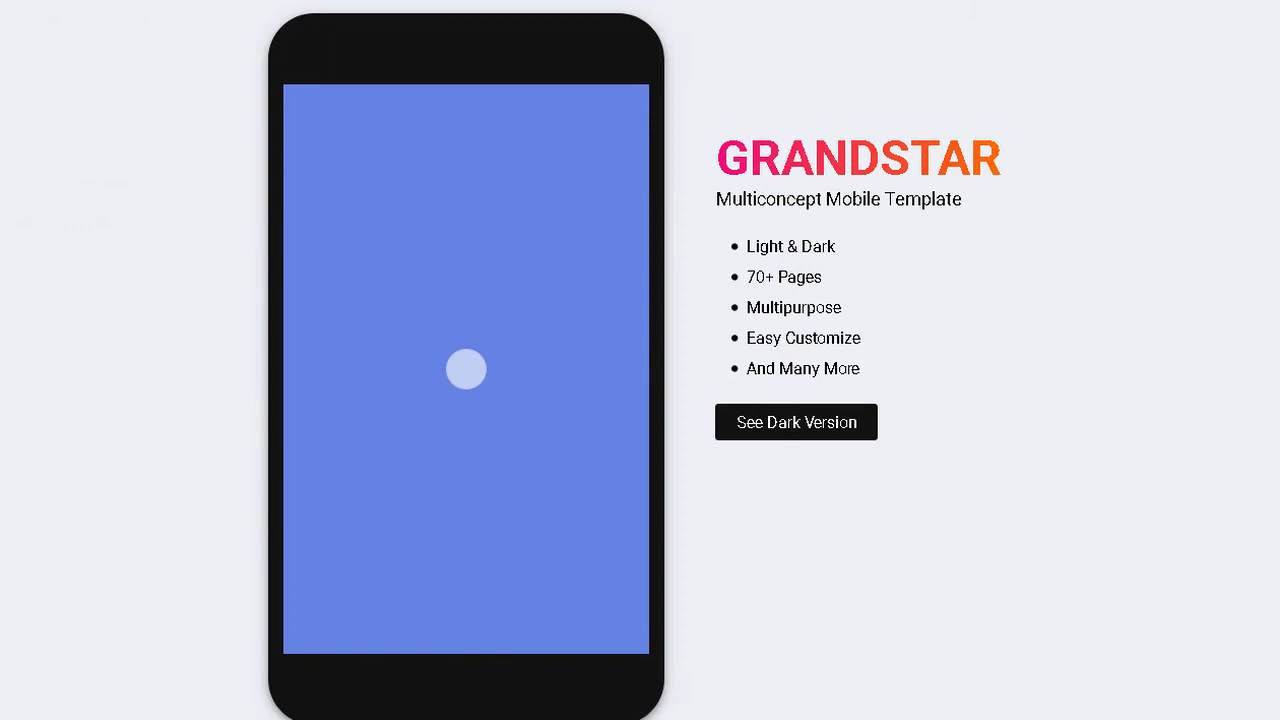 GRANDSTAR
Multiconcept Mobile Template
Light & Dark
70+ Pages
Multipurpose
Easy Customize
And Many More
See Dark Version